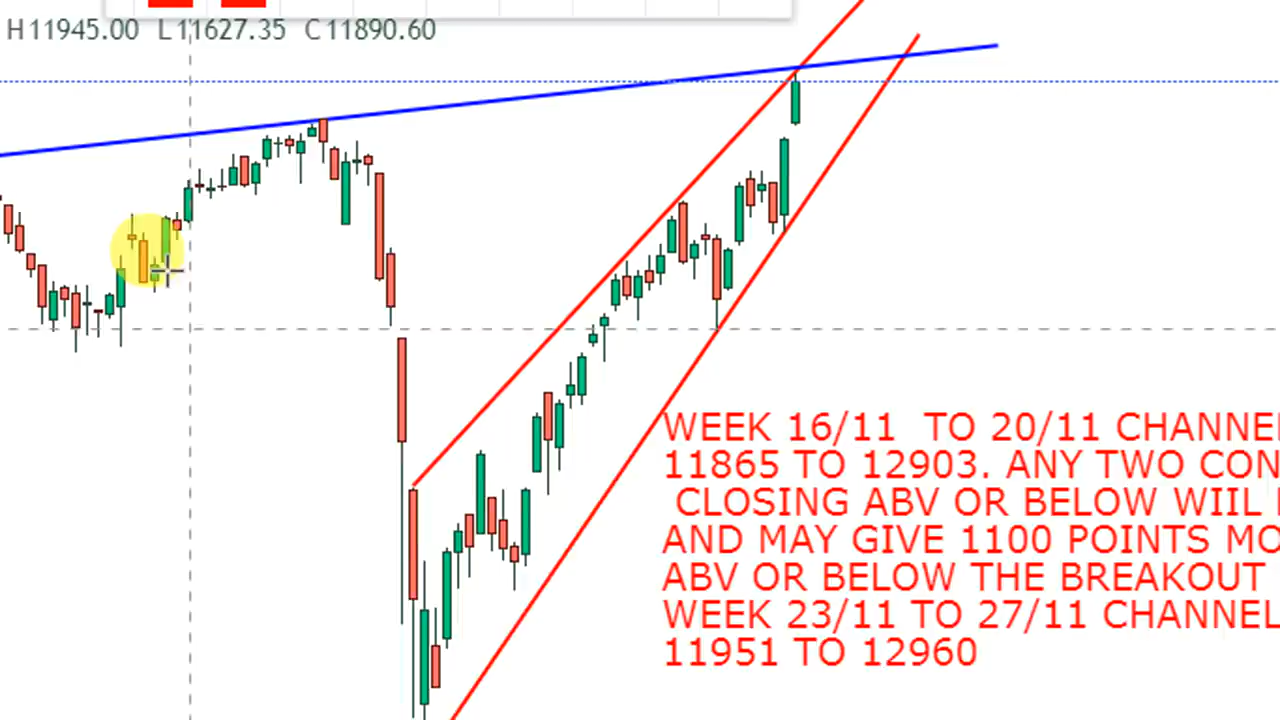 H11945.00 L11627.35 C11890.60
WEEK 16/11 TO 20/11 CHANNEL
11865 TO 12903. ANY TWO CON
CLOSING ABV OR BELOW WIIL
AND MAY GIVE 1100 POINTS MO
ABV OR BELOW THE BREAKOUT
WEEK 23/11 TO 27/11 CHANNEL
11951 TO 12960